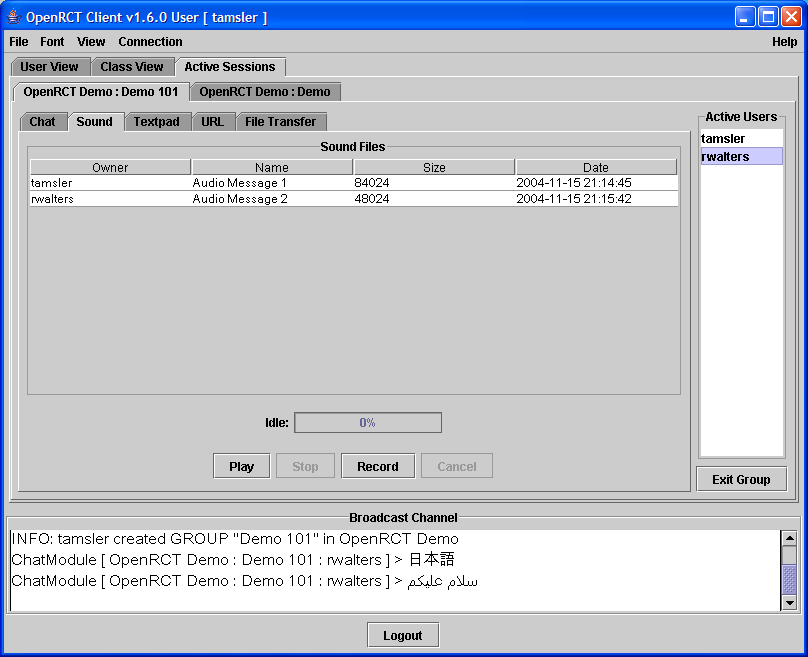 OpenRCT Client v1.6.0 User [ tamsler ]
File Font View Connection Help
User View Class View Active Sessions
OpenRCT Demo : Demo 101 OpenRCT Demo : Demo
Chat Sound Textpad URL File Transfer
Sound Files
Owner Name Size Date
tamsler Audio Message 1 84024 2004-11-15 21:14:45
rwalters Audio Message 2 48024 2004-11-15 21:15:42
Idle: 0%
Play Stop Record Cancel
Active Users
tamsler
rwalters
Exit Group
Broadcast Channel
INFO: tamsler created GROUP "Demo 101" in OpenRCT Demo
ChatModule [ OpenRCT Demo : Demo 101 : rwalters ] > 日本語
ChatModule [ OpenRCT Demo : Demo 101 : rwalters ] > سلام عليكم
Logout